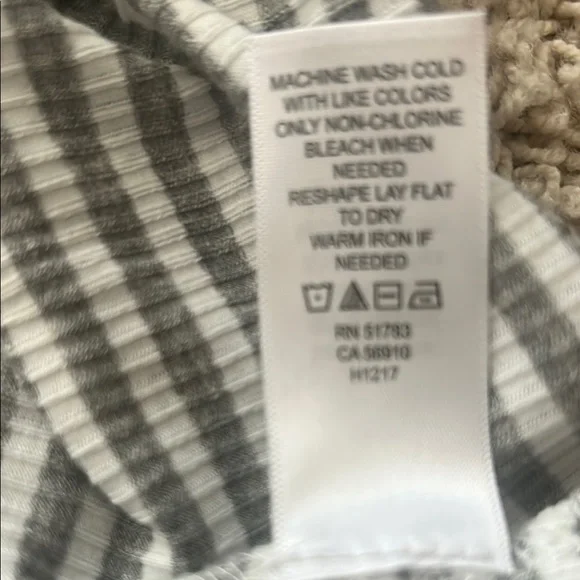 MACHINE WASH COLD
WITH LIKE COLORS
ONLY NON-CHLORINE
BLEACH WHEN
NEEDED
RESHAPE LAY FLAT
TO DRY
WARM IRON IF
NEEDED
RN 51783
CA 56910
H1217